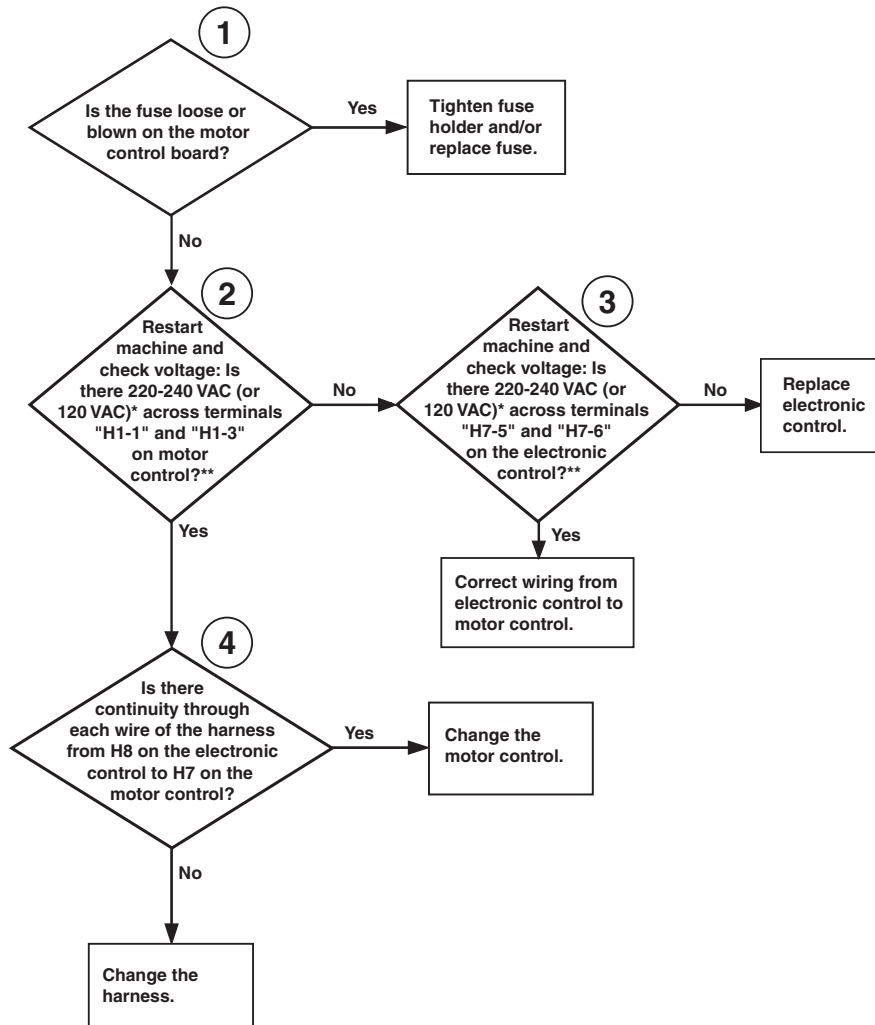 1
Is the fuse loose or
blown on the motor
control board?
Yes
Tighten fuse
holder and/or
replace fuse.
No
2
Restart
machine and
check voltage: Is
there 220-240 VAC (or
120 VAC)* across terminals
"H1-1" and "H1-3"
on motor
control?**
No
3
Restart
machine and
check voltage: Is
there 220-240 VAC (or
120 VAC)* across terminals
"H7-5" and "H7-6"
on the electronic
control?**
No
Replace
electronic
control.
Yes
Yes
Correct wiring from
electronic control to
motor control.
4
Is there
continuity through
each wire of the harness
from H8 on the electronic
control to H7 on the
motor control?
Yes
Change the
motor control.
No
Change the
harness.